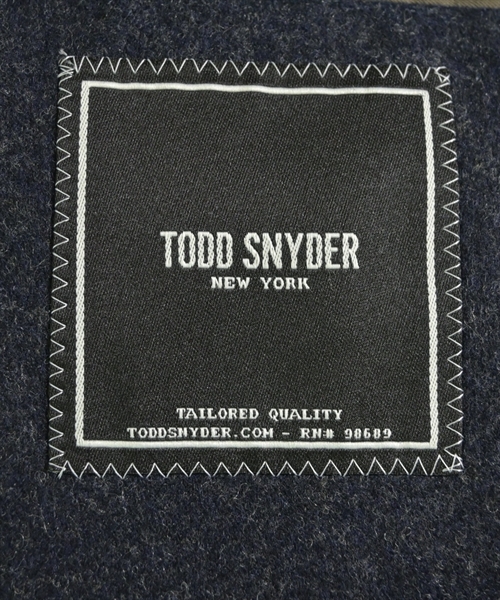 TODD SNYDER
NEW YORK
TAILORED QUALITY
TODDSNYDER.COM – RN# 98689